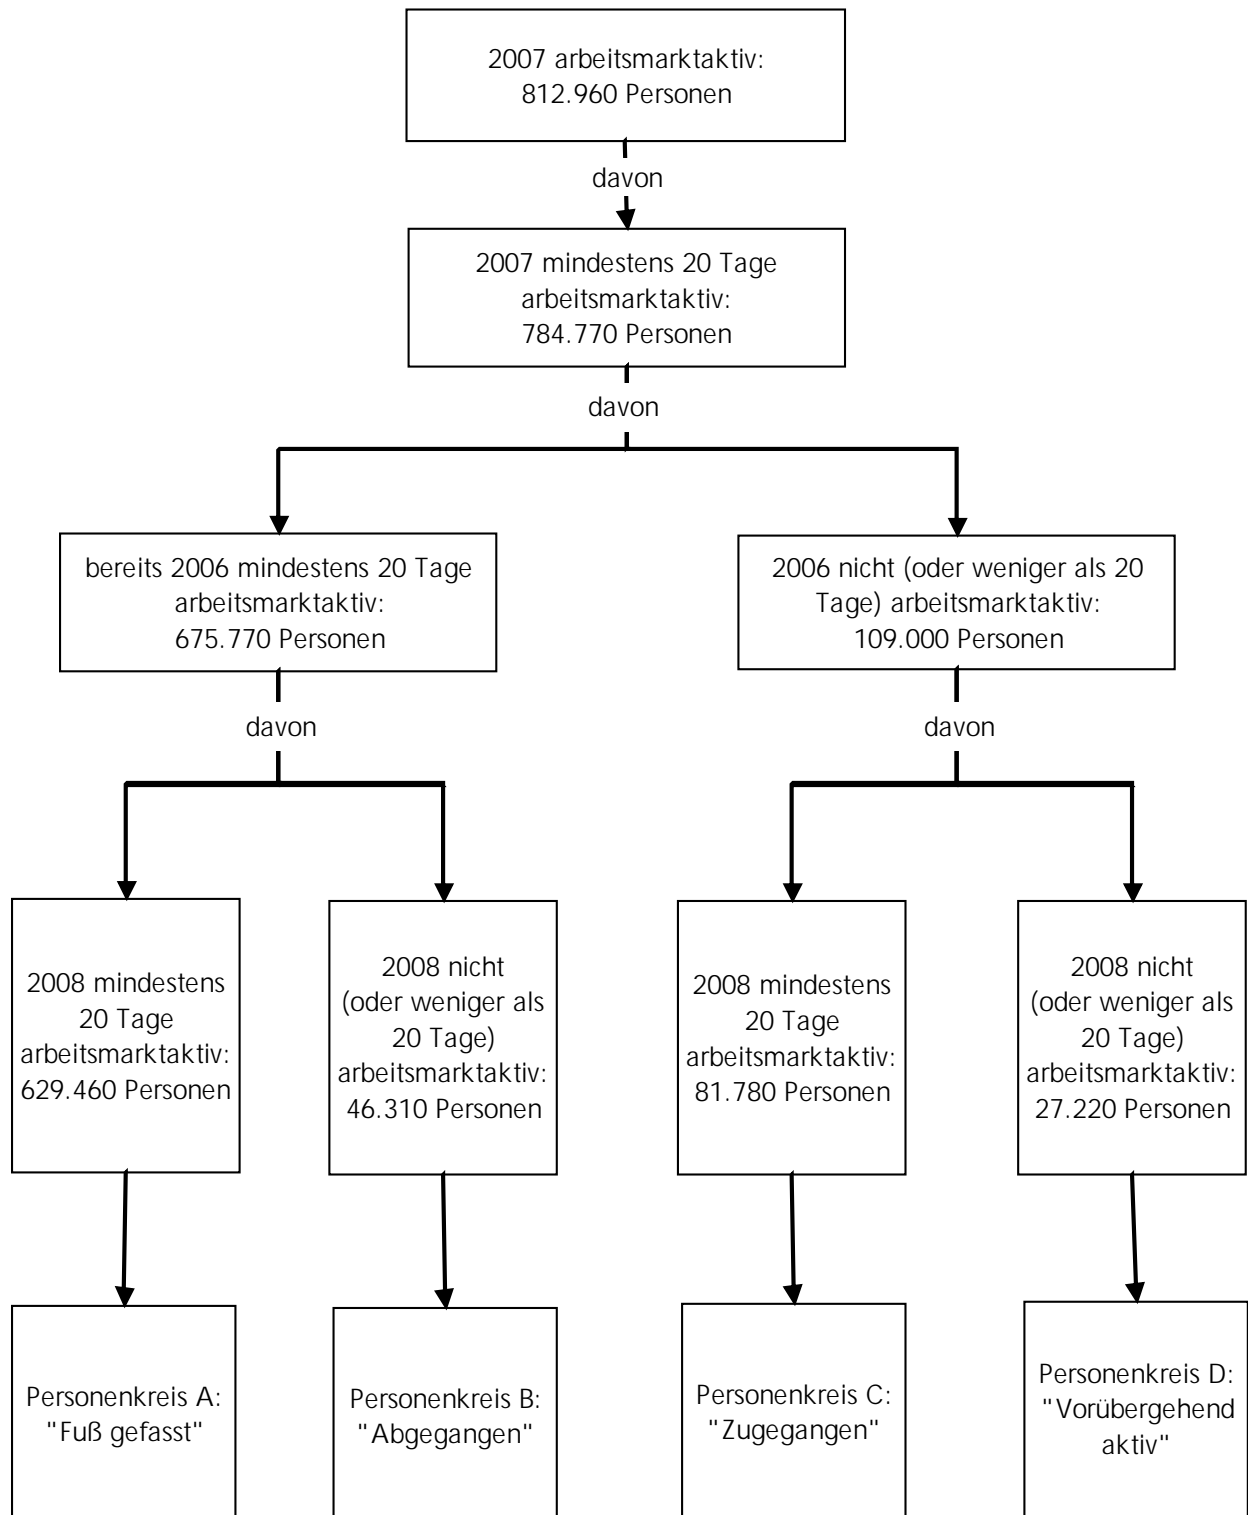 2007 arbeitsmarktaktiv:
812.960 Personen
davon
2007 mindestens 20 Tage
arbeitsmarktaktiv:
784.770 Personen
davon
bereits 2006 mindestens 20 Tage
arbeitsmarktaktiv:
675.770 Personen
2006 nicht (oder weniger als 20
Tage) arbeitsmarktaktiv:
109.000 Personen
davon
davon
2008 mindestens
20 Tage
arbeitsmarktaktiv:
629.460 Personen
2008 nicht
(oder weniger als
20 Tage)
arbeitsmarktaktiv:
46.310 Personen
2008 mindestens
20 Tage
arbeitsmarktaktiv:
81.780 Personen
2008 nicht
(oder weniger als
20 Tage)
arbeitsmarktaktiv:
27.220 Personen
Personenkreis A:
"Fuß gefasst"
Personenkreis B:
"Abgegangen"
Personenkreis C:
"Zugegangen"
Personenkreis D:
"Vorübergehend
aktiv"